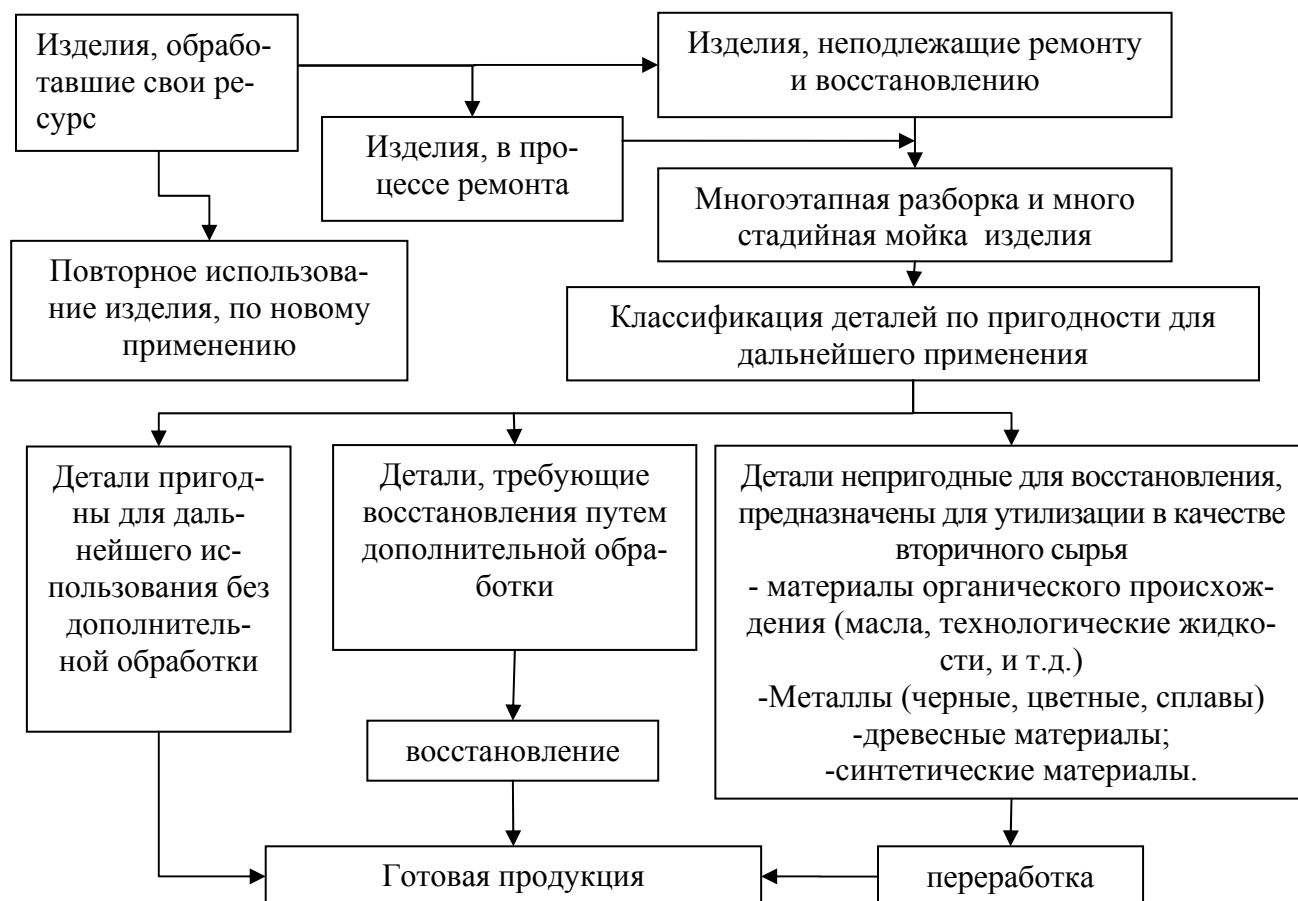 Изделия, обрабо-
тавшие свои ре-
сурс
Изделия, неподлежащие ремонту
и восстановлению
Изделия, в про-
цессе ремонта
Многоэтапная разборка и много
стадийная мойка изделия
Повторное использова-
ние изделия, по новому
применению
Классификация деталей по пригодности для
дальнейшего применения
Детали пригод-
ны для даль-
нейшего ис-
пользования без
дополнитель-
ной обработки
Детали, требующие
восстановления путем
дополнительной обра-
ботки
Детали непригодные для восстановления,
предназначены для утилизации в качестве
вторичного сырья
- материалы органического происхож-
дения (масла, технологические жидко-
сти, и т.д.)
-Металлы (черные, цветные, сплавы)
-древесные материалы;
-синтетические материалы.
восстановление
Готовая продукция
переработка